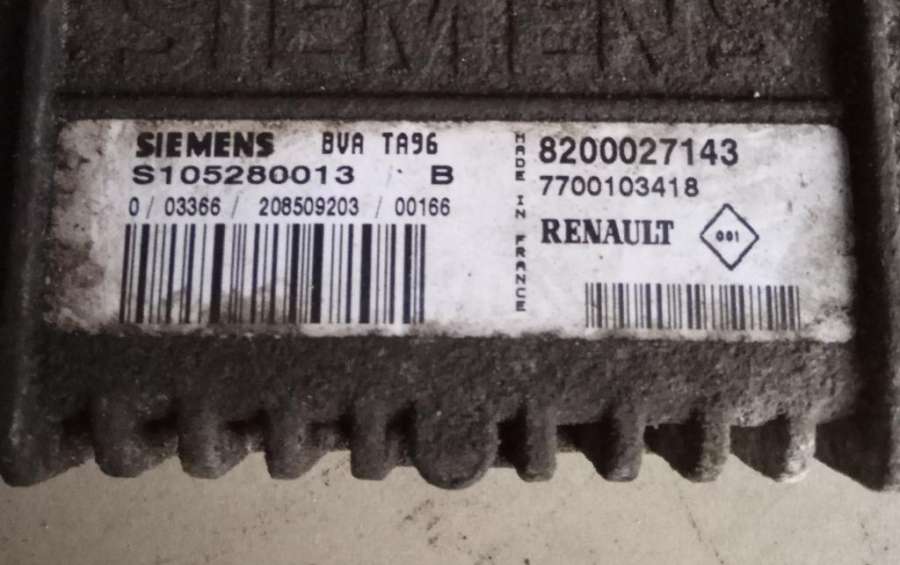 SIEMENS
SIEMENS BVA TA96
S105280013 B
0 / 03366 / 208509203 / 00166
MADE IN FRANCE
8200027143
7700103418
RENAULT 001